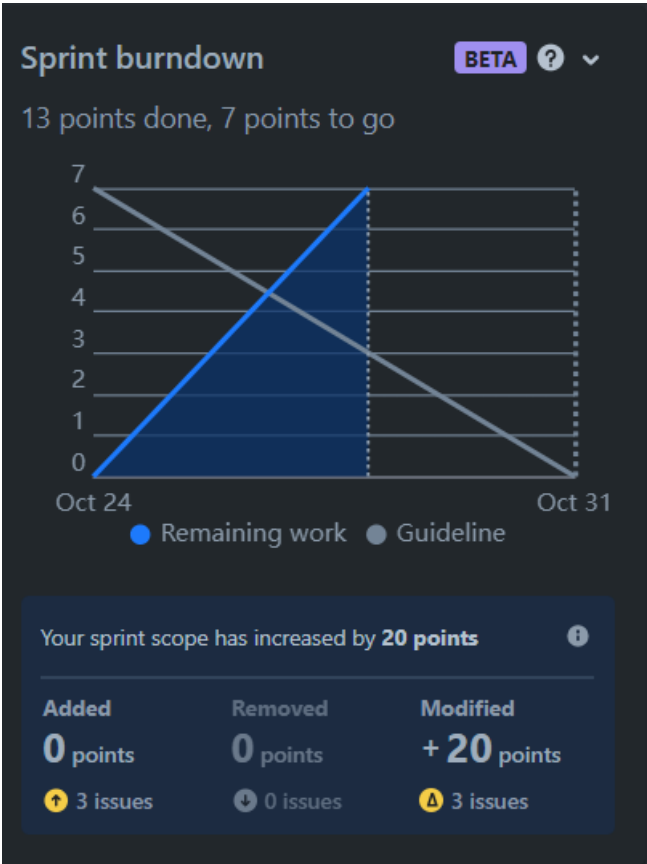 Sprint burndown BETA ?
13 points done, 7 points to go
7
6
5
4
3
2
1
0
Oct 24 Oct 31
Remaining work Guideline
Your sprint scope has increased by 20 points
Added Removed Modified
0 points 0 points + 20 points
3 issues 0 issues 3 issues